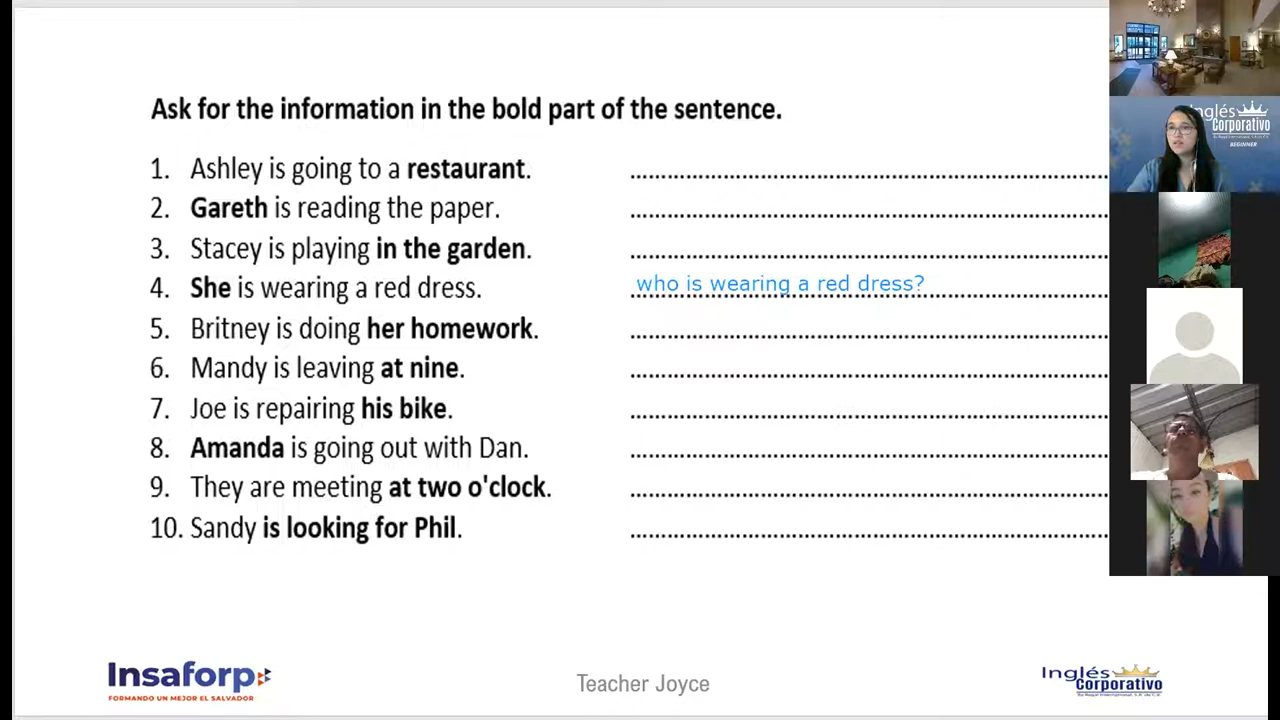 Ask for the information in the bold part of the sentence.
1. Ashley is going to a restaurant. ................................................................
2. Gareth is reading the paper. ................................................................
3. Stacey is playing in the garden. ................................................................
4. She is wearing a red dress. who is wearing a red dress?
5. Britney is doing her homework. ................................................................
6. Mandy is leaving at nine. ................................................................
7. Joe is repairing his bike. ................................................................
8. Amanda is going out with Dan. ................................................................
9. They are meeting at two o'clock. ................................................................
10. Sandy is looking for Phil. ................................................................
Inglés
Corporativo
BEGINNER
Insaforp
FORMANDO UN MEJOR EL SALVADOR
Teacher Joyce
Inglés
Corporativo